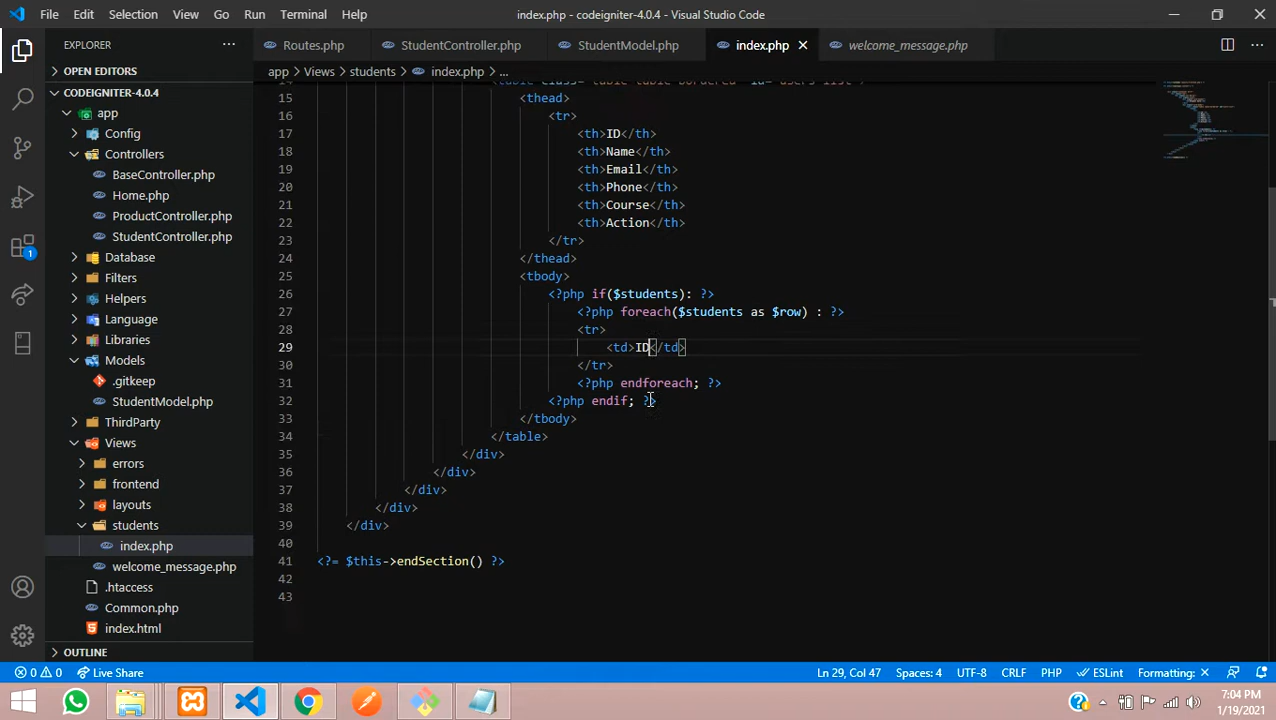 File Edit Selection View Go Run Terminal Help index.php - codeigniter-4.0.4 - Visual Studio Code
EXPLORER ...
Routes.php StudentController.php StudentModel.php index.php × welcome_message.php ...
OPEN EDITORS
app > Views > students > index.php > ...
CODEIGNITER-4.0.4
app
Config
Controllers
BaseController.php
Home.php
ProductController.php
StudentController.php
Database
Filters
Helpers
Language
Libraries
Models
.gitkeep
StudentModel.php
ThirdParty
Views
errors
frontend
layouts
students
index.php
welcome_message.php
.htaccess
Common.php
index.html
OUTLINE
1
15 <thead>
16 <tr>
17 <th>ID</th>
18 <th>Name</th>
19 <th>Email</th>
20 <th>Phone</th>
21 <th>Course</th>
22 <th>Action</th>
23 </tr>
24 </thead>
25 <tbody>
26 <?php if($students): ?>
27 <?php foreach($students as $row) : ?>
28 <tr>
29 <td>ID</td>
30 </tr>
31 <?php endforeach; ?>
32 <?php endif; ?>
33 </tbody>
34 </table>
35 </div>
36 </div>
37 </div>
38 </div>
39 </div>
40
41 <?= $this->endSection() ?>
42
43
0 0 Live Share Ln 29, Col 47 Spaces: 4 UTF-8 CRLF PHP ESLint Formatting: ×
7:04 PM
1/19/2021